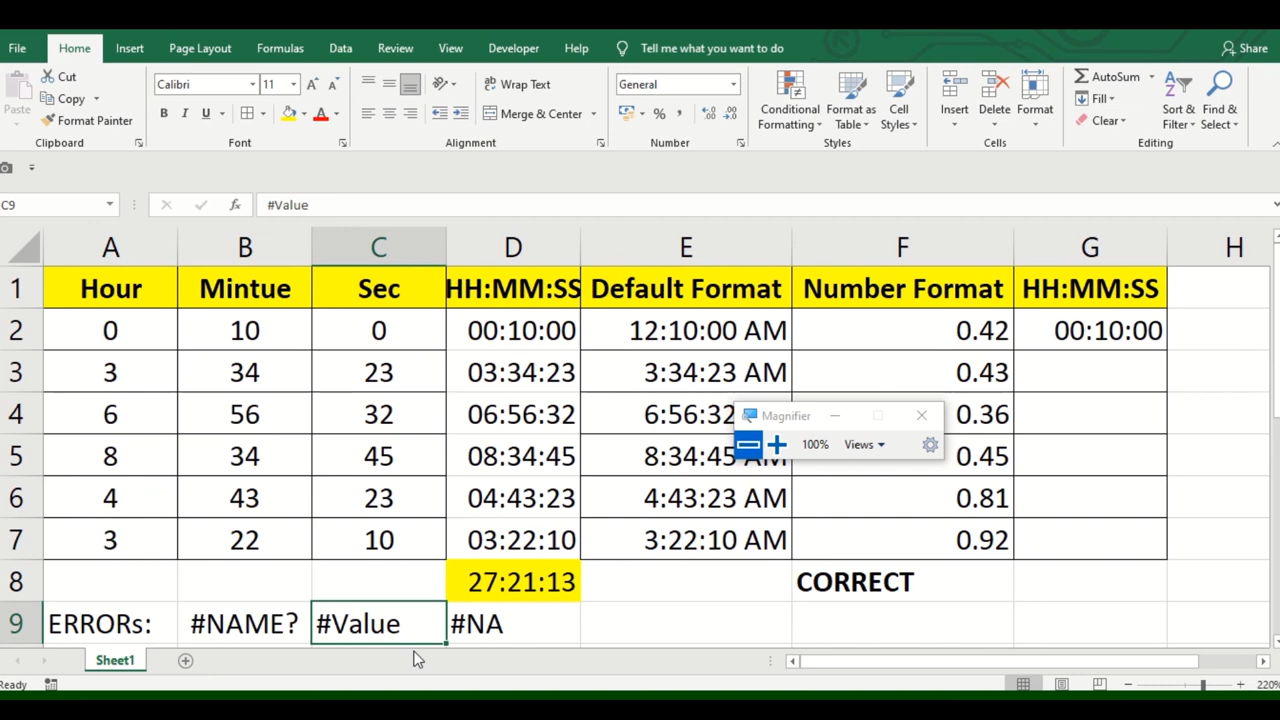 File Home Insert Page Layout Formulas Data Review View Developer Help Tell me what you want to do Share
Paste
Cut
Copy
Format Painter
Clipboard
Calibri 11
B I U
Font
Wrap Text
Merge & Center
Alignment
General
Number
Conditional Formatting
Format as Table
Cell Styles
Styles
Insert
Delete
Format
Cells
AutoSum
Fill
Clear
Sort & Filter
Find & Select
Editing
C9 fx #Value
A B C D E F G H
1 Hour Mintue Sec HH:MM:SS Default Format Number Format HH:MM:SS
2 0 10 0 00:10:00 12:10:00 AM 0.42 00:10:00
3 3 34 23 03:34:23 3:34:23 AM 0.43
4 6 56 32 06:56:32 6:56:32 0.36
5 8 34 45 08:34:45 8:34:45 AM 0.45
6 4 43 23 04:43:23 4:43:23 AM 0.81
7 3 22 10 03:22:10 3:22:10 AM 0.92
8 27:21:13 CORRECT
9 ERRORs: #NAME? #Value #NA
Magnifier
100% Views
Sheet1
Ready
220%